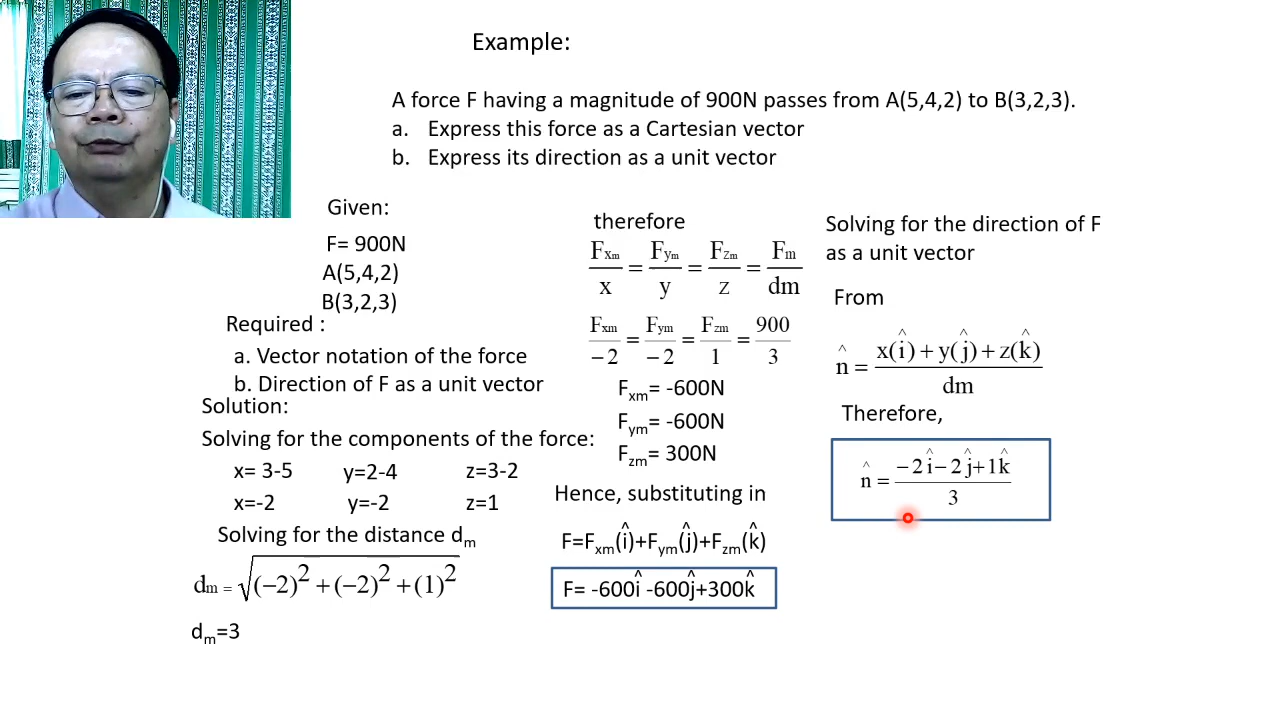 Example:
A force F having a magnitude of 900N passes from A(5,4,2) to B(3,2,3).
a. Express this force as a Cartesian vector
b. Express its direction as a unit vector
Given:
F= 900N
A(5,4,2)
B(3,2,3)
Required :
a. Vector notation of the force
b. Direction of F as a unit vector
Solution:
Solving for the components of the force:
x= 3-5 y=2-4 z=3-2
x=-2 y=-2 z=1
Solving for the distance dₘ
dm = √(−2)² + (−2)² + (1)²
dₘ=3
therefore
Fxm/x = Fym/y = Fzm/z = Fm/dm
Fxm/−2 = Fym/−2 = Fzm/1 = 900/3
Fxm= -600N
Fym= -600N
Fzm= 300N
Hence, substituting in
F=Fxm(î)+Fym(ĵ)+Fzm(k̂)
F= -600î -600ĵ+300k̂
Solving for the direction of F
as a unit vector
From
n̂ = x(î) + y(ĵ) + z(k̂)/dm
Therefore,
n̂ = −2î − 2ĵ + 1k̂/3